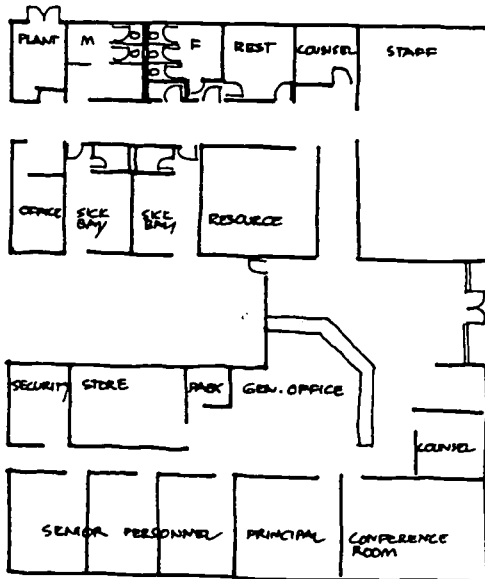 PLANT M F REST COUNSEL STAFF
OFFICE SICK BAY SICK BAY RESOURCE
SECURITY STORE PABX GEN. OFFICE
COUNSEL
SENIOR PERSONNEL PRINCIPAL CONFERENCE ROOM